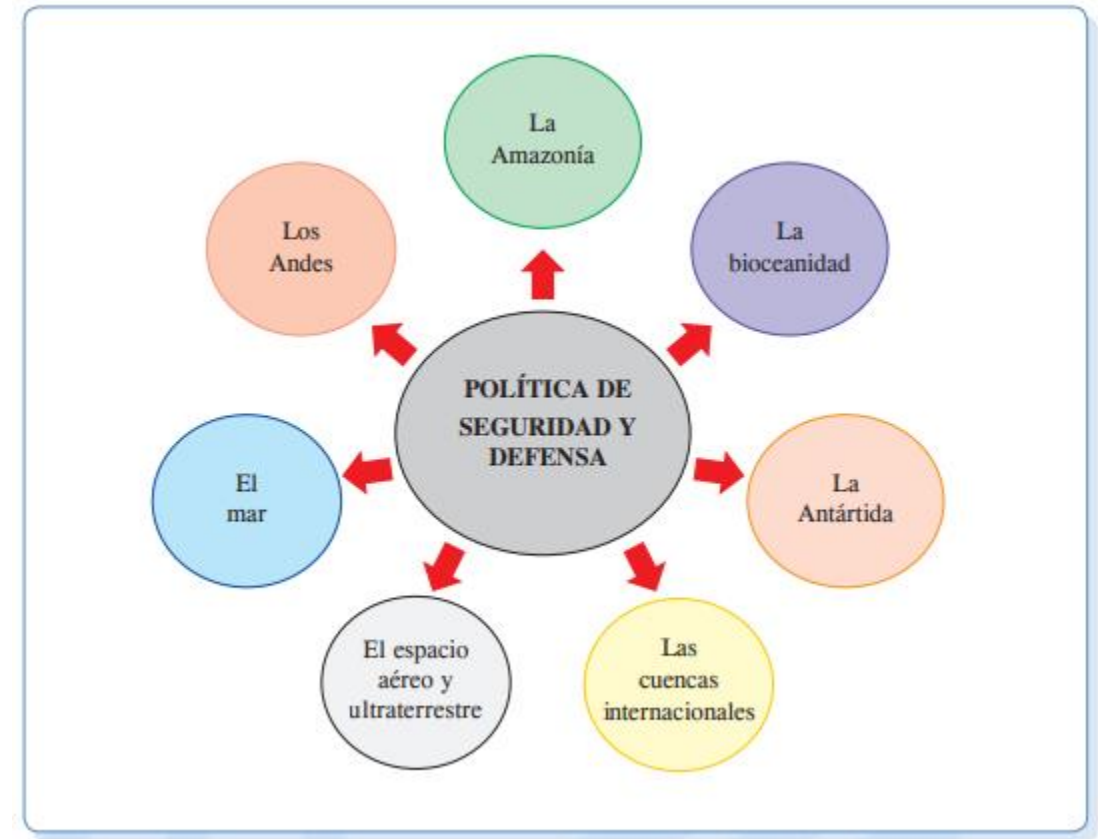 La
Amazonía
Los
Andes
La
bioceanidad
POLÍTICA DE
SEGURIDAD Y
DEFENSA
El
mar
La
Antártida
El espacio
aéreo y
ultraterrestre
Las
cuencas
internacionales